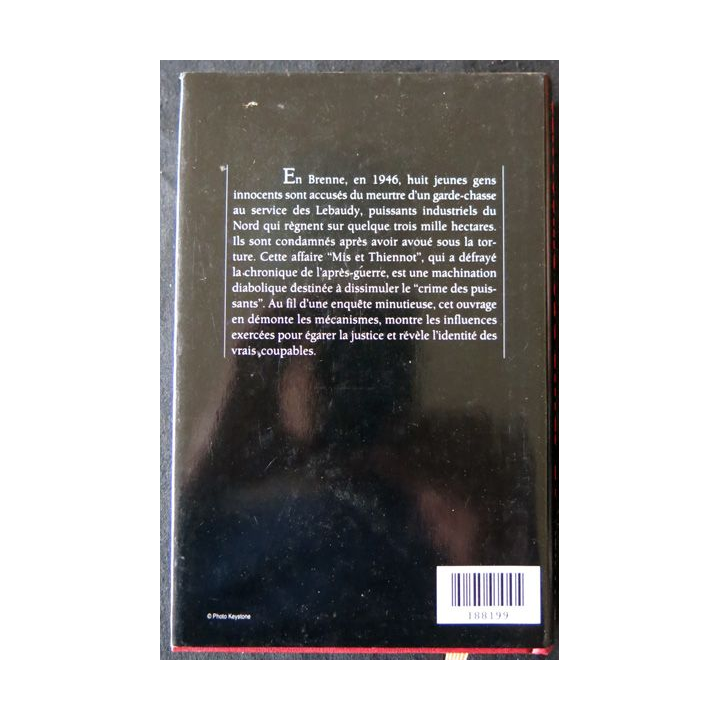 En Brenne, en 1946, huit jeunes gens
innocents sont accusés du meurtre d'un garde-chasse
au service des Lebaudy, puissants industriels du
Nord qui règnent sur quelque trois mille hectares.
Ils sont condamnés après avoir avoué sous la tor-
ture. Cette affaire "Mis et Thiennot", qui a défrayé
la chronique de l'après-guerre, est une machination
diabolique destinée à dissimuler le "crime des puis-
sants". Au fil d'une enquête minutieuse, cet ouvrage
en démonte les mécanismes, montre les influences
exercées pour égarer la justice et révèle l'identité des
vrais coupables.
188199
© Photo Keystone